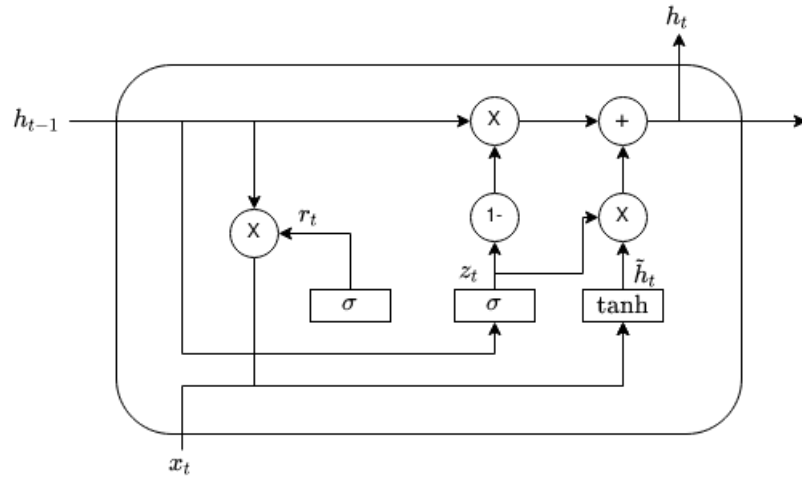 h_t
h_{t-1}
X
+
r_t
X
1-
X
z_t
h̃_t
σ
σ
tanh
x_t